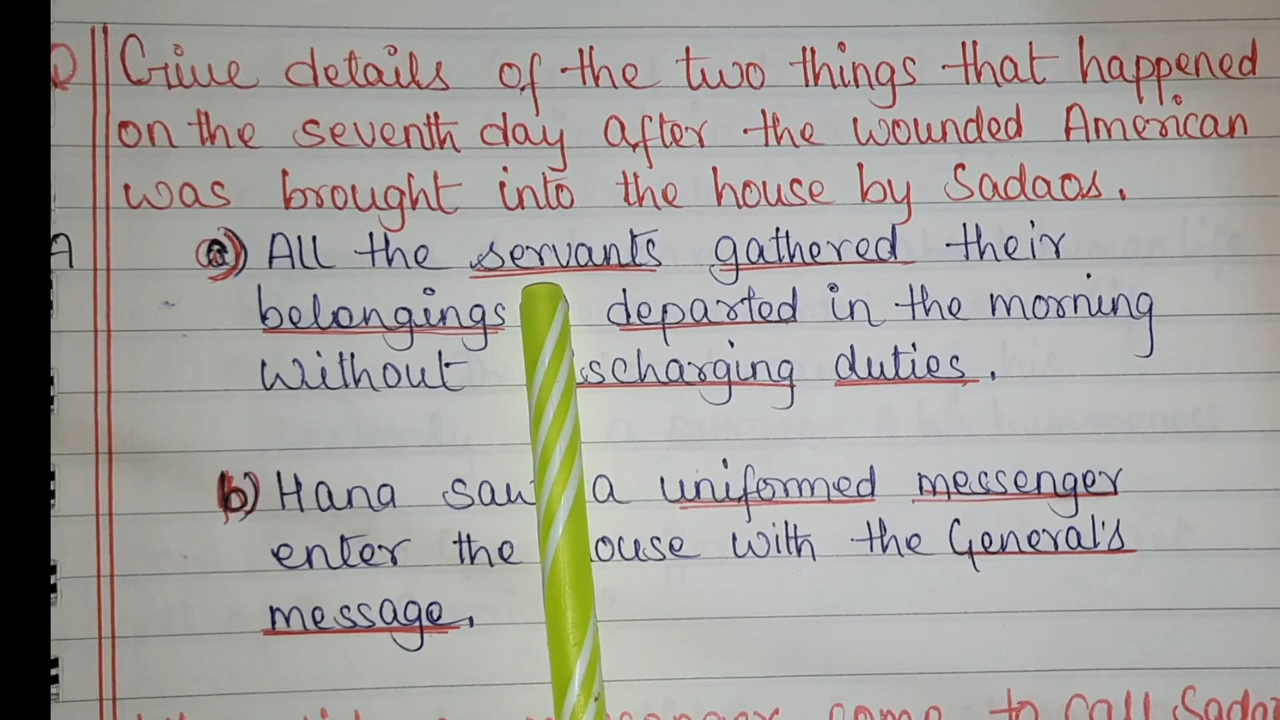 Q Give details of the two things that happened
on the seventh day after the wounded American
was brought into the house by Sadaos.
A a) All the servants gathered their
belongings departed in the morning
without scharging duties.
b) Hana saw a uniformed messenger
enter the ouse with the General's
message.
came to call